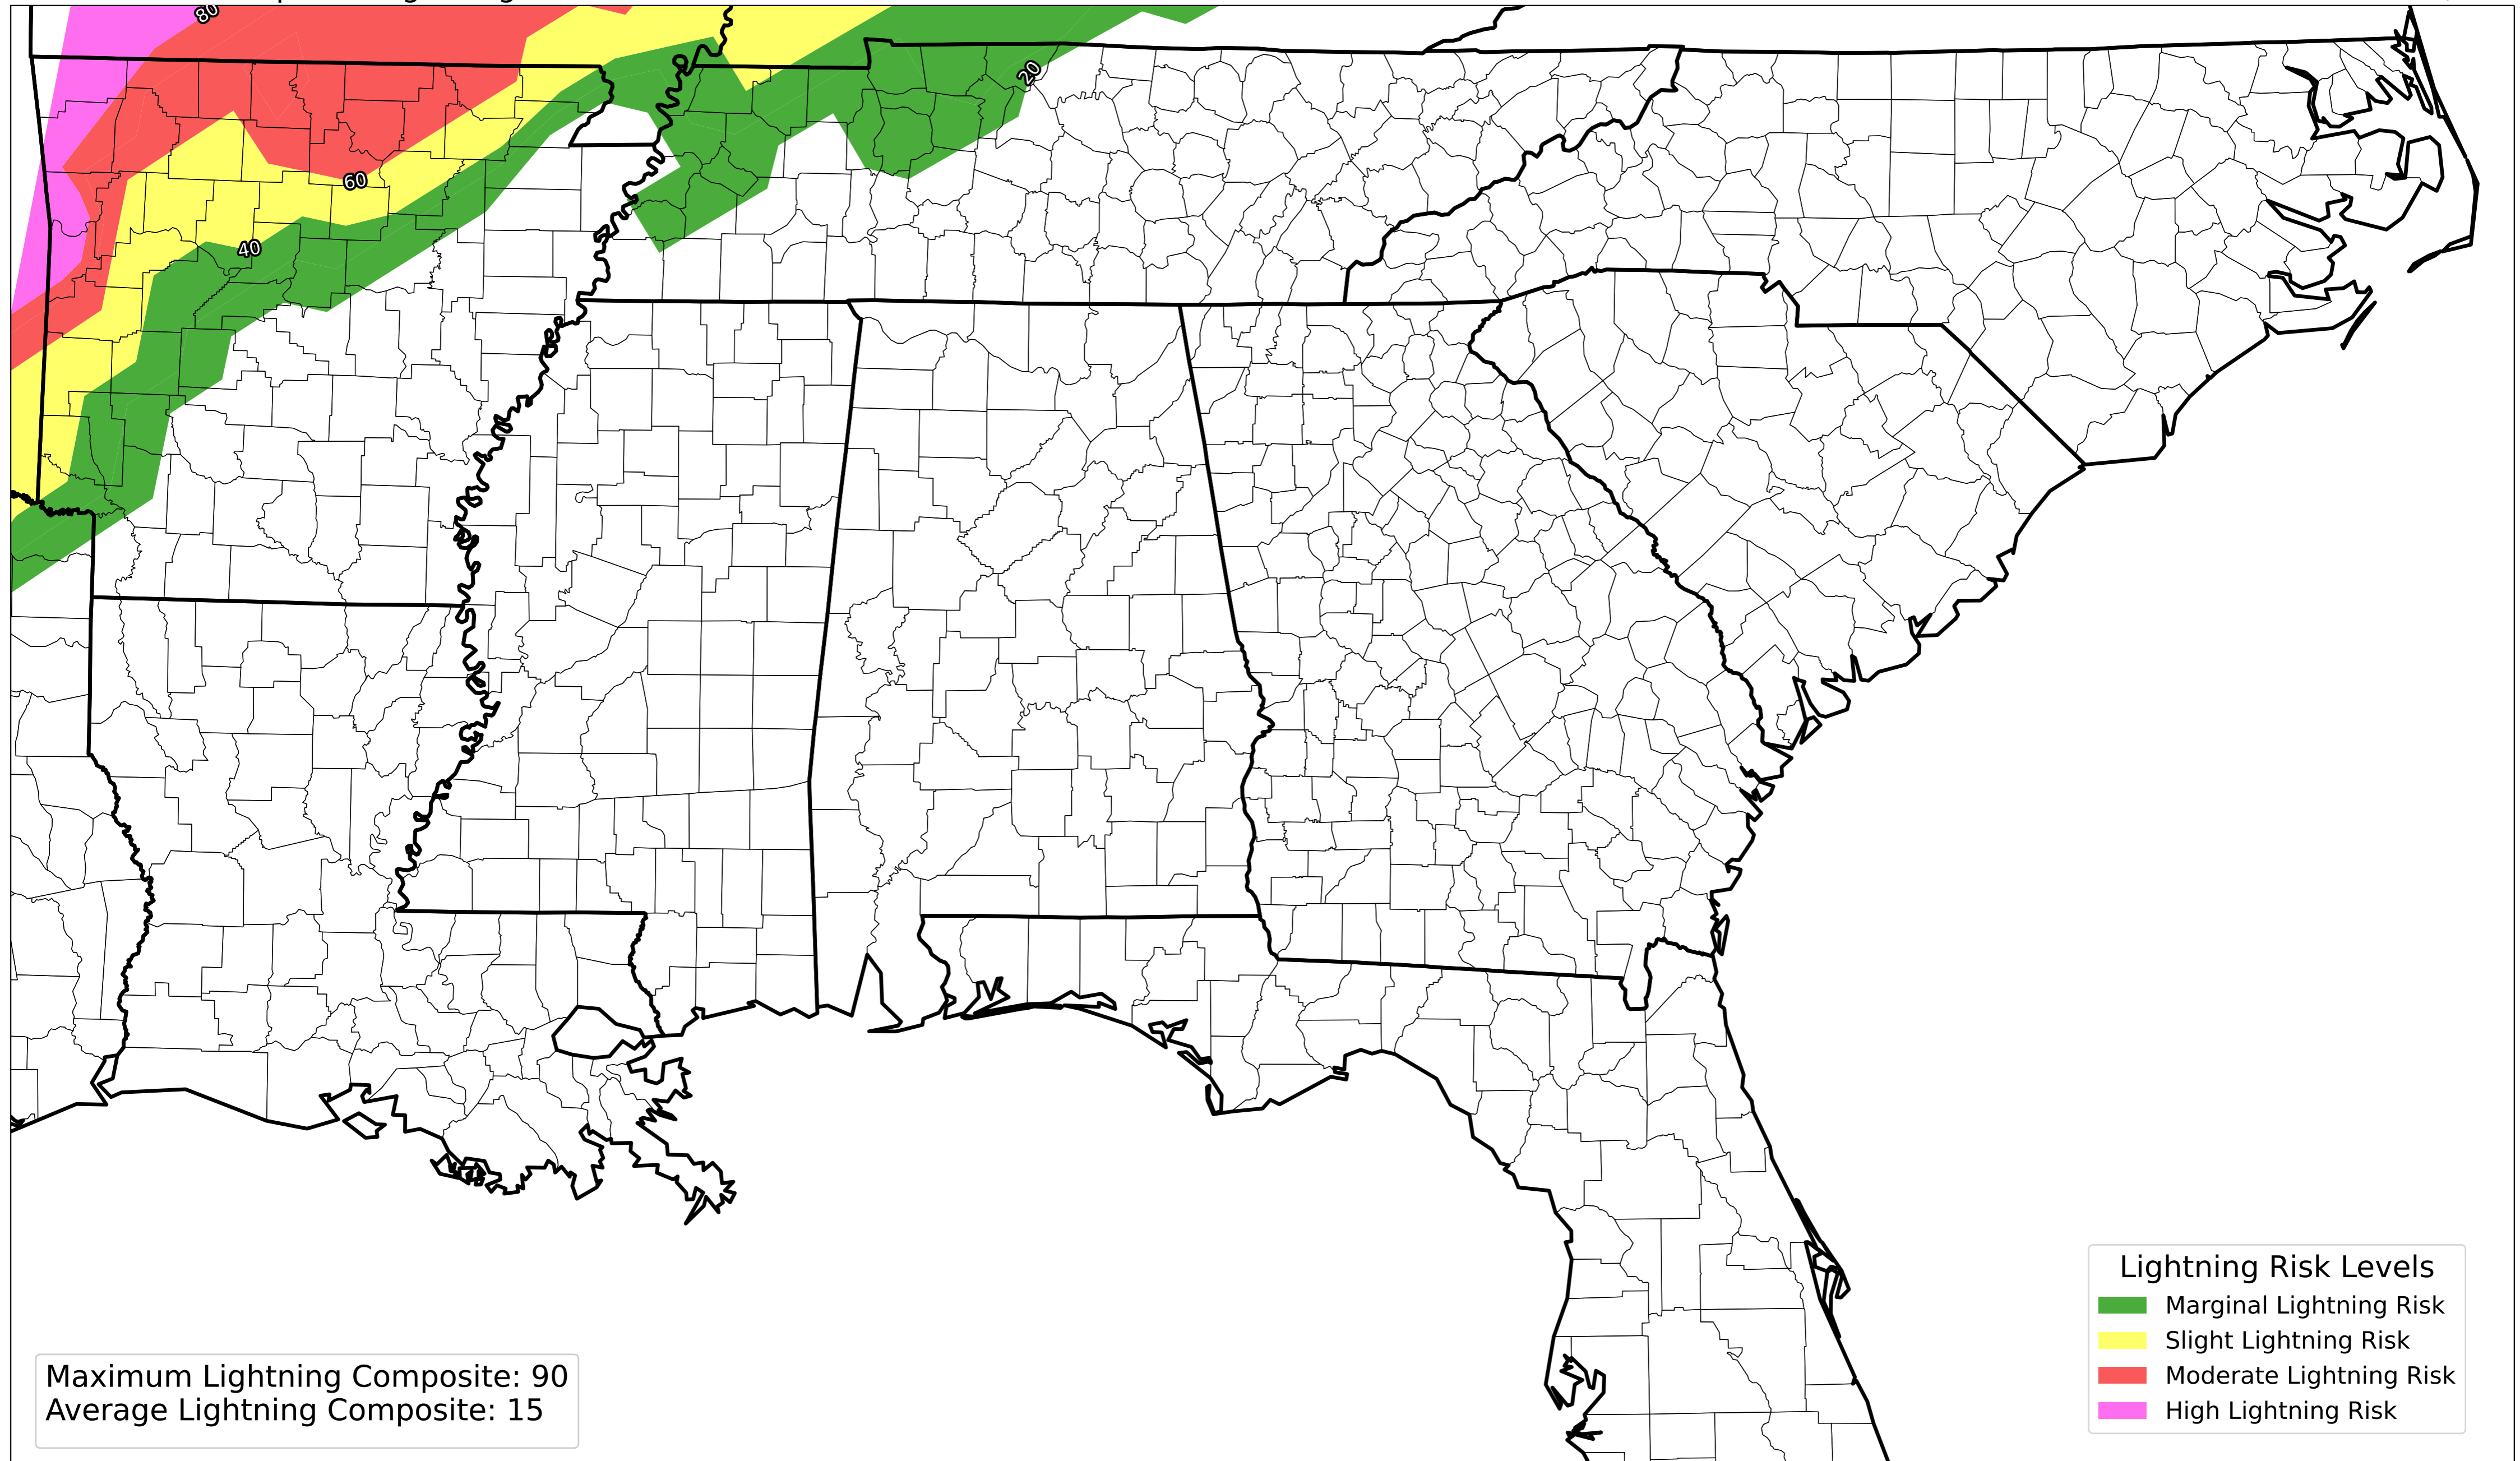 80
20
60
40
Lightning Risk Levels
Marginal Lightning Risk
Slight Lightning Risk
Moderate Lightning Risk
High Lightning Risk
Maximum Lightning Composite: 90
Average Lightning Composite: 15